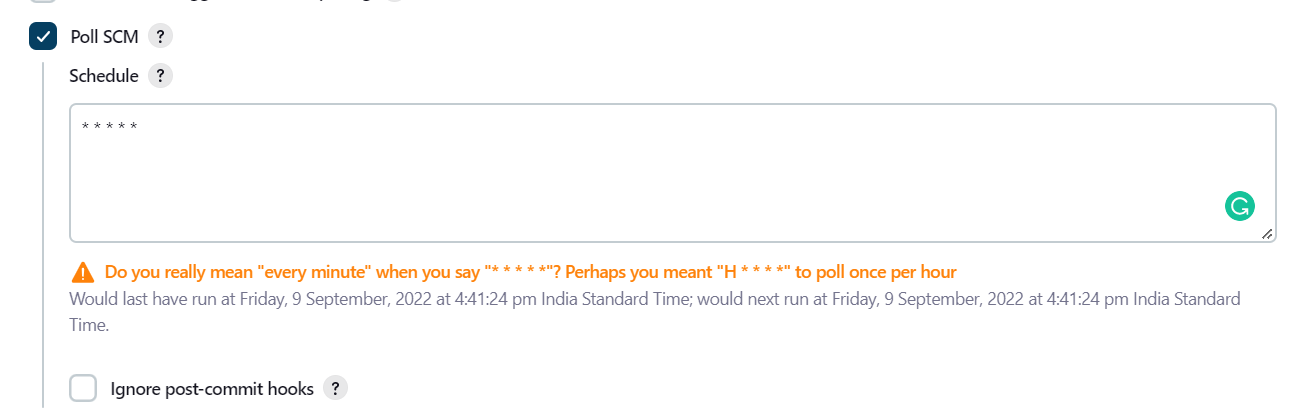 Poll SCM ?
Schedule ?
* * * * *
Do you really mean "every minute" when you say "* * * * *"? Perhaps you meant "H * * * *" to poll once per hour
Would last have run at Friday, 9 September, 2022 at 4:41:24 pm India Standard Time; would next run at Friday, 9 September, 2022 at 4:41:24 pm India Standard
Time.
Ignore post-commit hooks ?